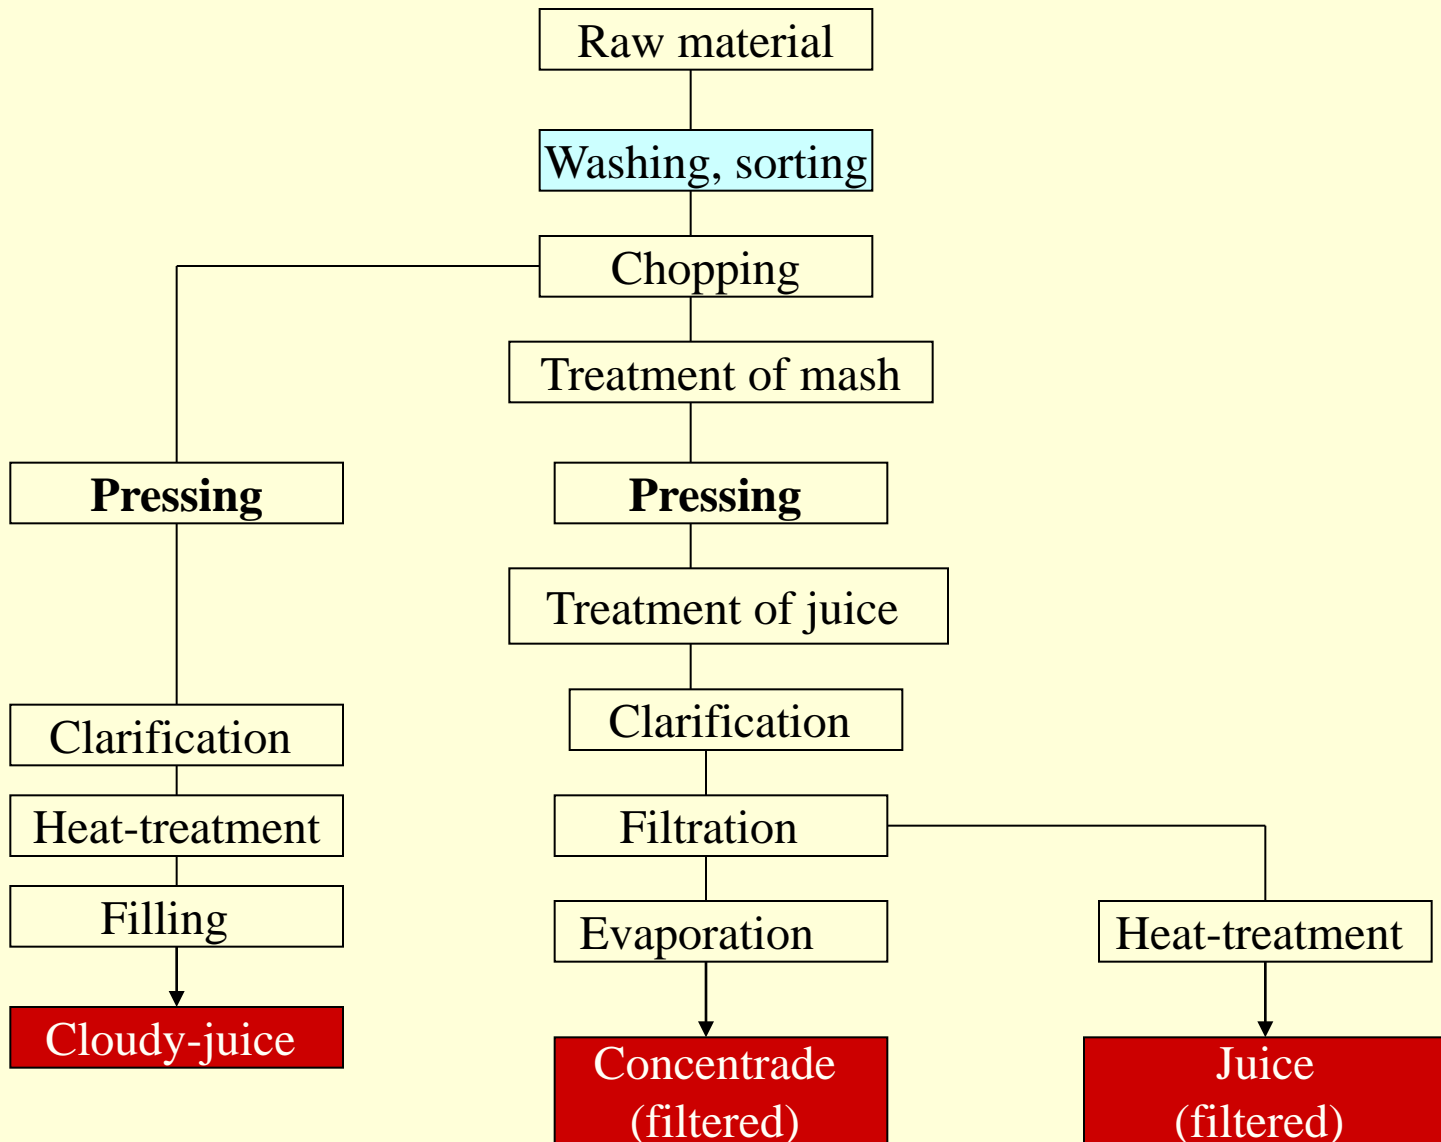 Raw material
Washing, sorting
Chopping
Treatment of mash
Pressing
Pressing
Treatment of juice
Clarification
Clarification
Heat-treatment
Filtration
Filling
Evaporation
Heat-treatment
Cloudy-juice
Concentrade
(filtered)
Juice
(filtered)